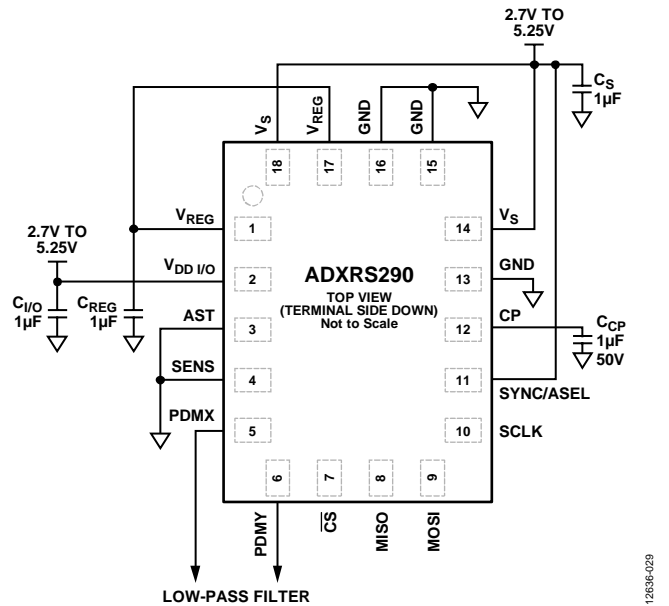 2.7V TO
5.25V
CS
1µF
VS
VREG
GND
GND
18
17
16
15
VREG
1
14
VS
2.7V TO
5.25V
VDD I/O
2
ADXRS290
TOP VIEW
(TERMINAL SIDE DOWN)
Not to Scale
13
GND
CI/O
1µF
CREG
1µF
AST
3
12
CP
CCP
1µF
50V
SENS
4
11
SYNC/ASEL
PDMX
5
10
SCLK
6
7
8
9
PDMY
CS
MISO
MOSI
LOW-PASS FILTER
12636-029